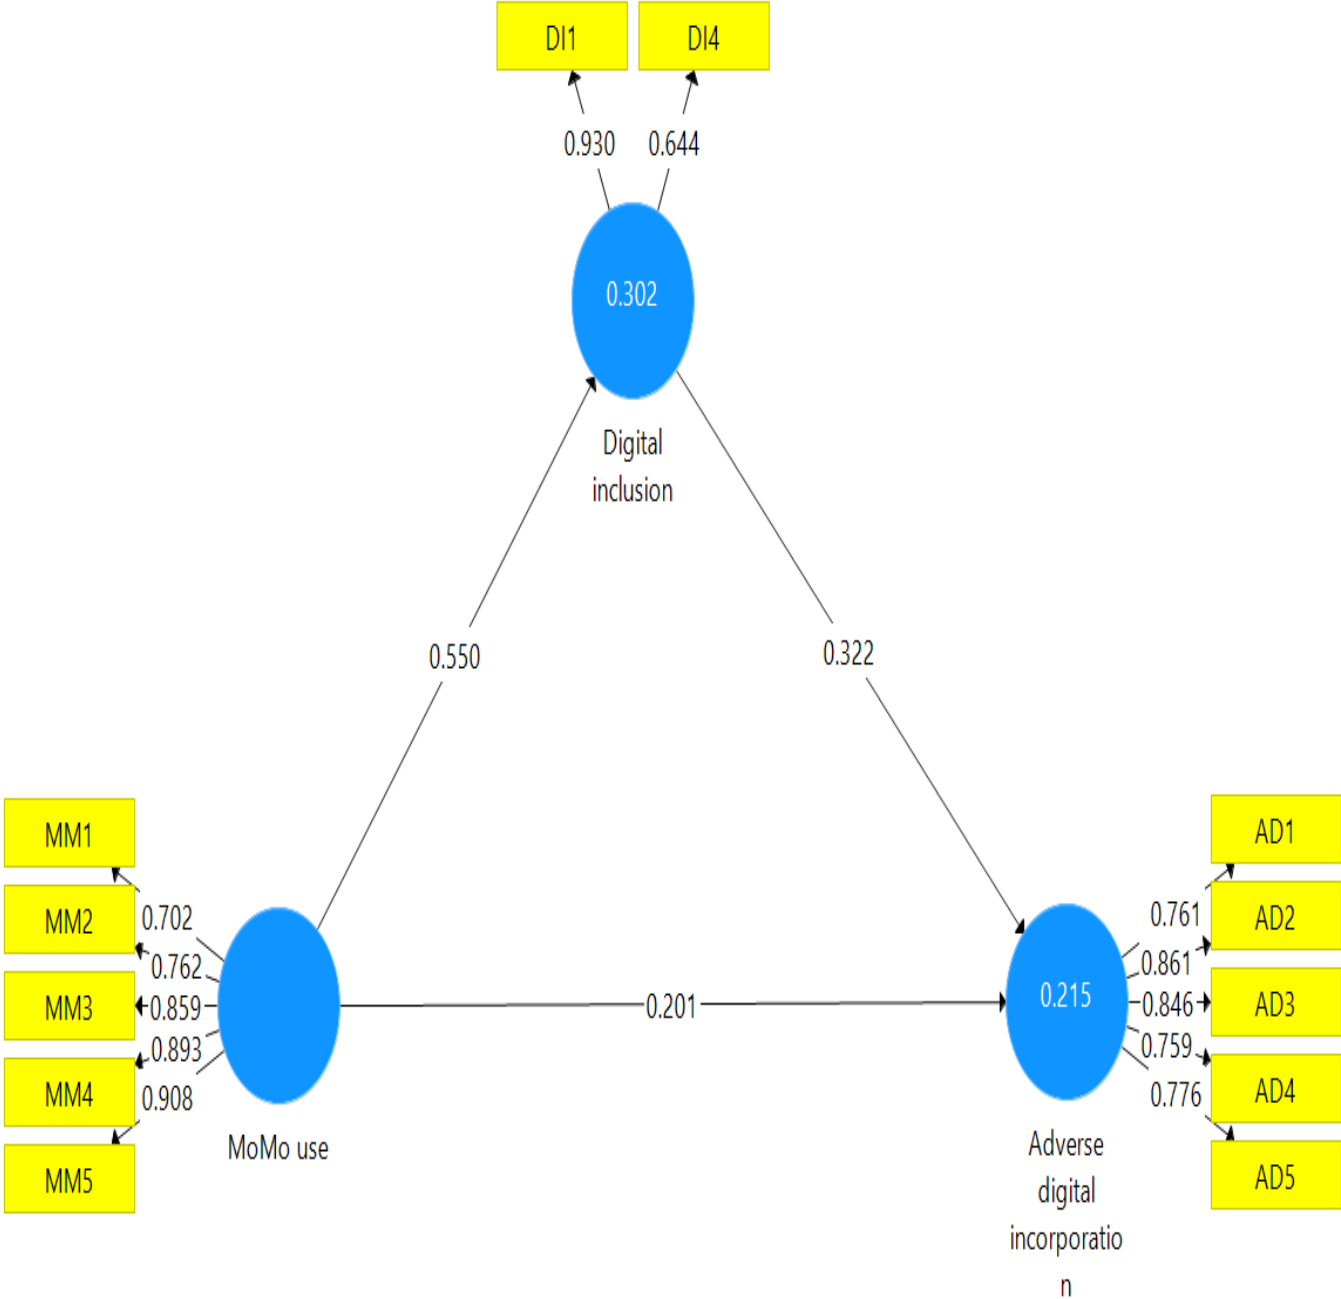 DI1 DI4
0.930 0.644
0.302
Digital
inclusion
0.550 0.322
MM1
MM2
MM3
MM4
MM5
0.702
0.762
0.859
0.893
0.908
MoMo use
0.201
0.215
Adverse
digital
incorporatio
n
0.761
0.861
0.846
0.759
0.776
AD1
AD2
AD3
AD4
AD5